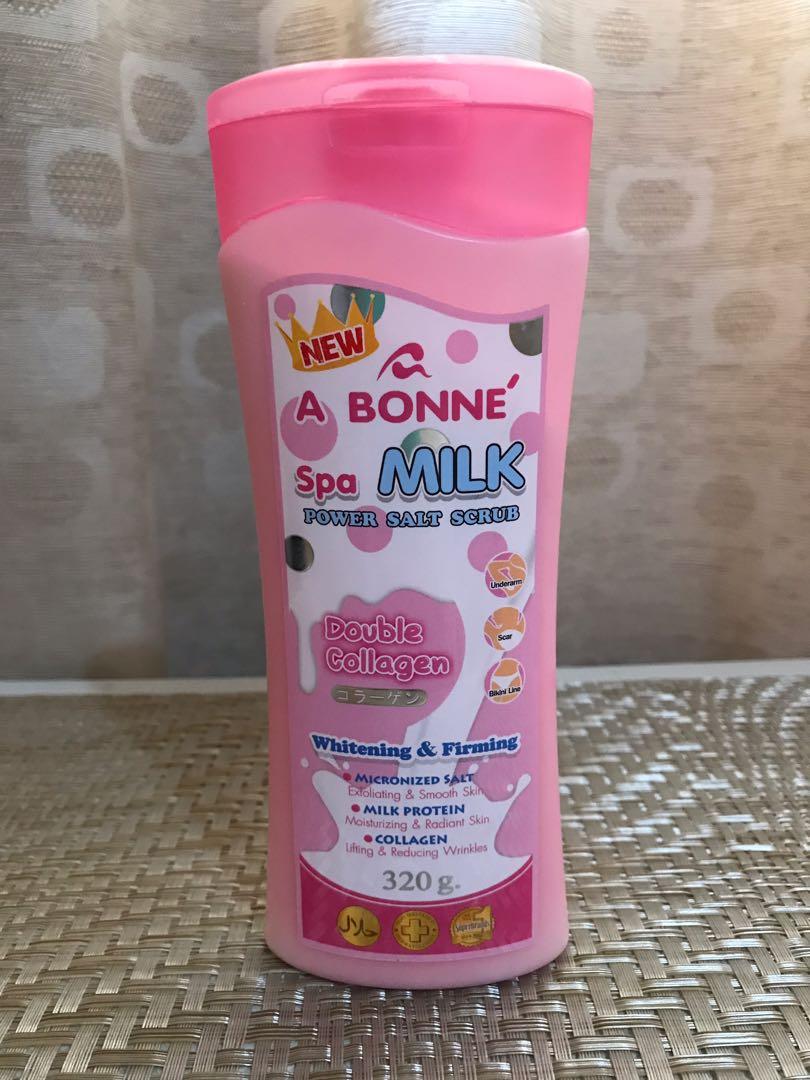 NEW
A BONNE´
Spa MILK
POWER SALT SCRUB
Underarm
Scar
Bikini Line
Double
Collagen
コラーゲン
Whitening & Firming
• MICRONIZED SALT
Exfoliating & Smooth Skin
• MILK PROTEIN
Moisturizing & Radiant Skin
• COLLAGEN
Lifting & Reducing Wrinkles
320 g.
حلال
Superbrands